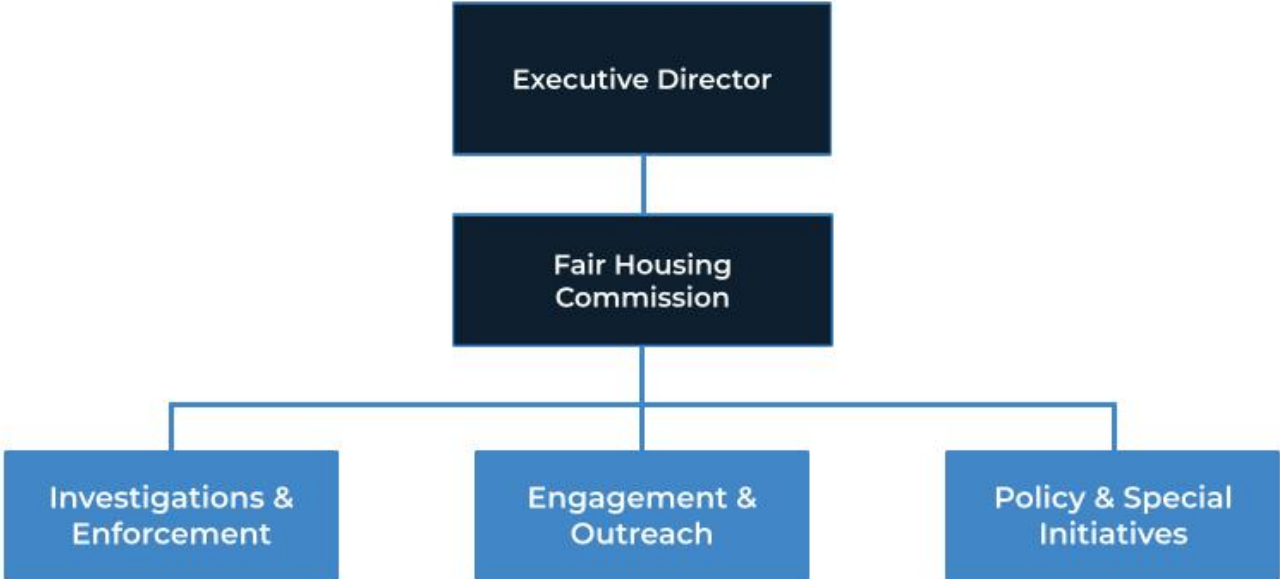 Executive Director
Fair Housing
Commission
Investigations &
Enforcement
Engagement &
Outreach
Policy & Special
Initiatives